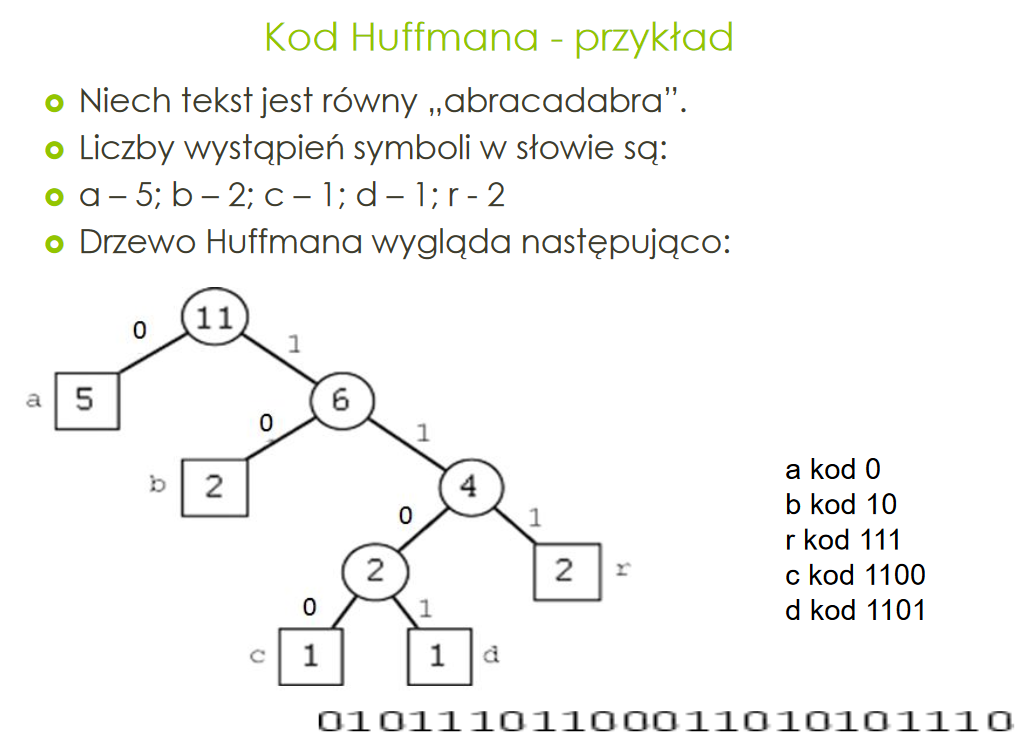 Kod Huffmana - przykład
Niech tekst jest równy „abracadabra”.
Liczby wystąpień symboli w słowie są:
a – 5; b – 2; c – 1; d – 1; r - 2
Drzewo Huffmana wygląda następująco:
11
0
1
a
5
6
0
1
b
2
4
0
1
2
2
r
0
1
c
1
1
d
a kod 0
b kod 10
r kod 111
c kod 1100
d kod 1101
01011101100011010101110